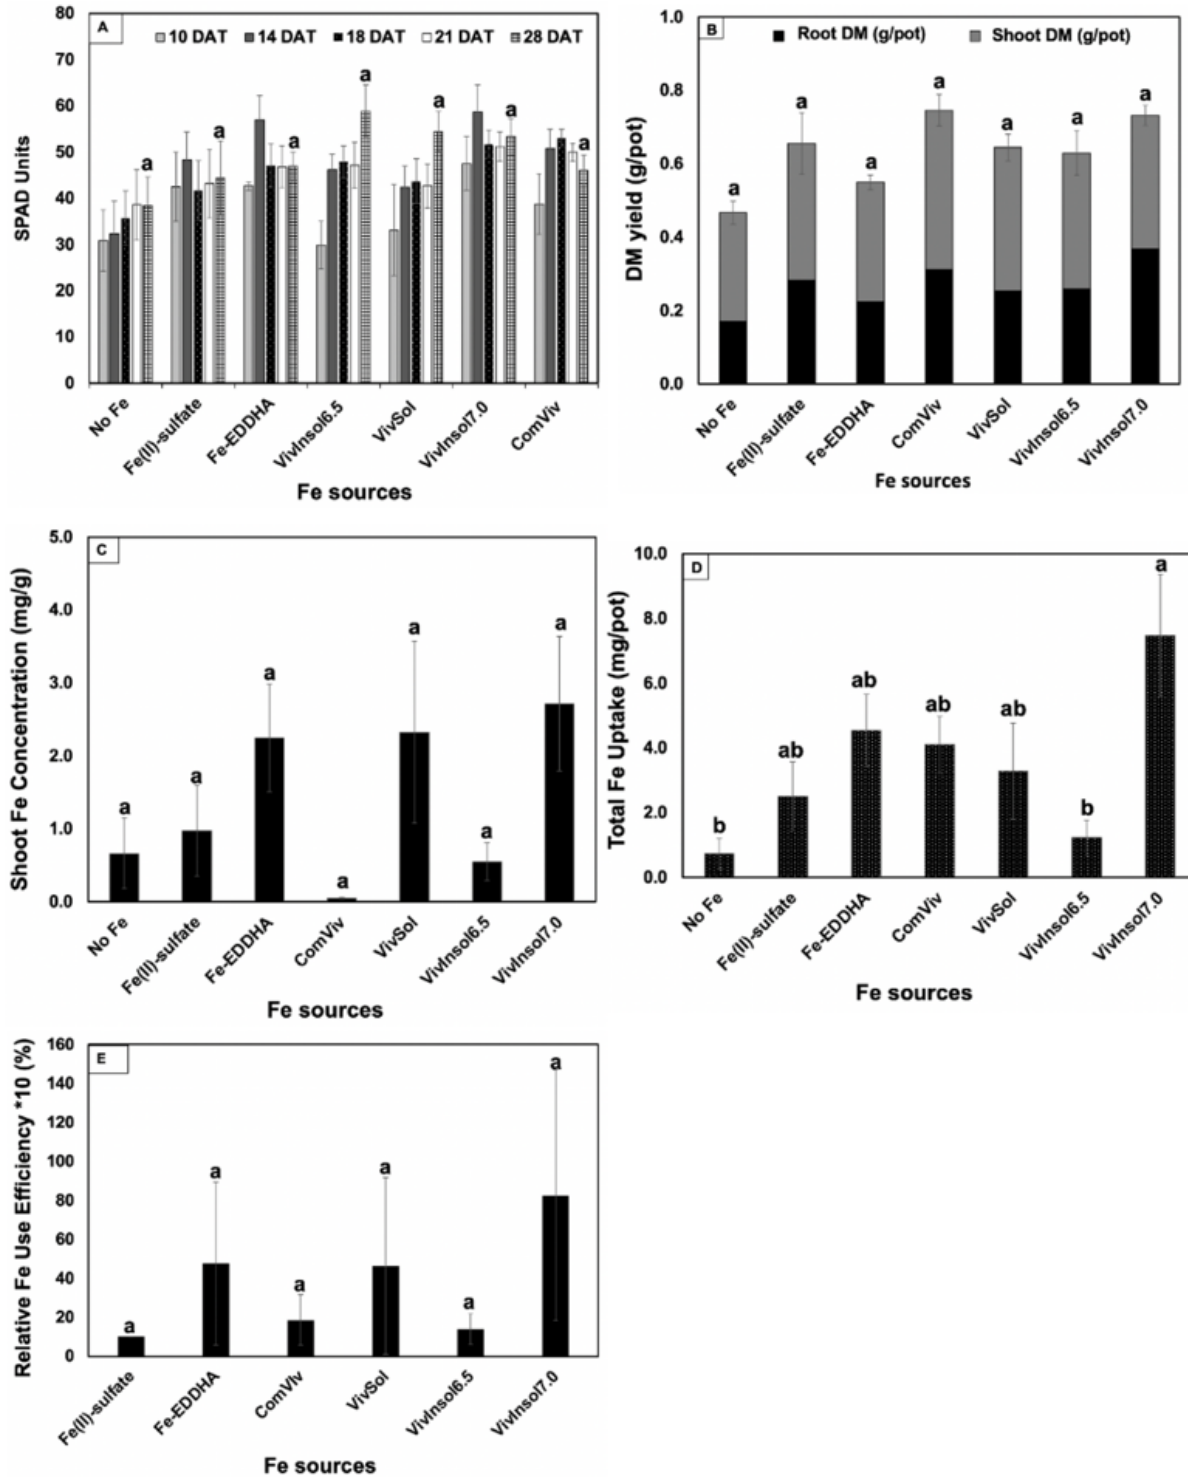 A
10 DAT 14 DAT 18 DAT 21 DAT 28 DAT
80
70
60
50
40
30
20
10
0
SPAD Units
a a a a a a a
No Fe
Fe(II)-sulfate
Fe-EDDHA
VivInsol6.5
VivSol
VivInsol7.0
ComViv
Fe sources
B
Root DM (g/pot) Shoot DM (g/pot)
1.0
0.8
0.6
0.4
0.2
0.0
DM yield (g/pot)
a a a a a a a
No Fe
Fe(II)-sulfate
Fe-EDDHA
ComViv
VivSol
VivInsol6.5
VivInsol7.0
Fe sources
C
5.0
4.0
3.0
2.0
1.0
0.0
Shoot Fe Concentration (mg/g)
a a a a a a a
No Fe
Fe(II)-sulfate
Fe-EDDHA
ComViv
VivSol
VivInsol6.5
VivInsol7.0
Fe sources
D
10.0
8.0
6.0
4.0
2.0
0.0
Total Fe Uptake (mg/pot)
b ab ab ab ab b a
No Fe
Fe(II)-sulfate
Fe-EDDHA
ComViv
VivSol
VivInsol6.5
VivInsol7.0
Fe sources
E
160
140
120
100
80
60
40
20
0
Relative Fe Use Efficiency *10 (%)
a a a a a a
Fe(II)-sulfate
Fe-EDDHA
ComViv
VivSol
VivInsol6.5
VivInsol7.0
Fe sources